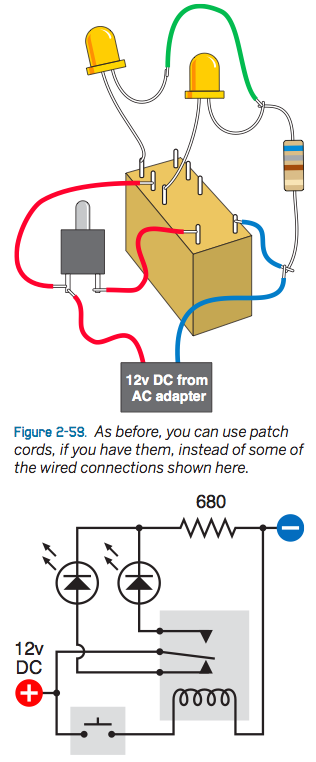 12v DC from
AC adapter
Figure 2-59. As before, you can use patch
cords, if you have them, instead of some of
the wired connections shown here.
680
12v
DC